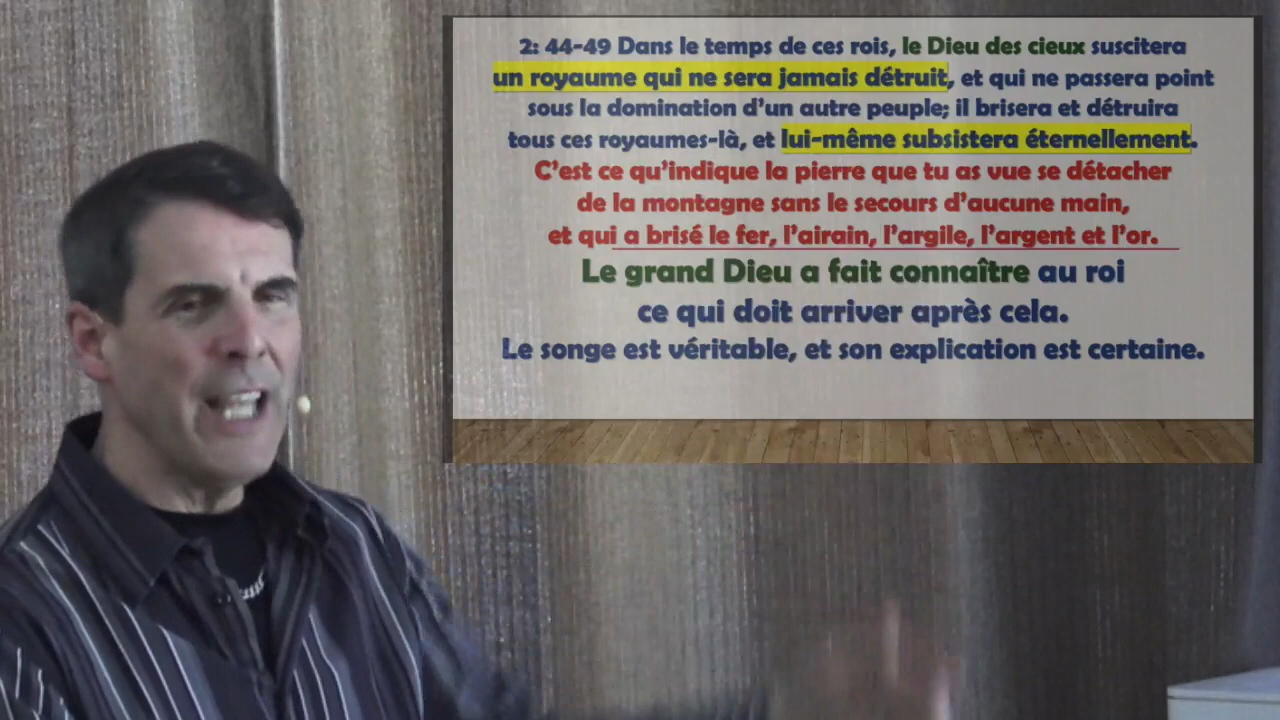 2: 44-49 Dans le temps de ces rois, le Dieu des cieux suscitera
un royaume qui ne sera jamais détruit, et qui ne passera point
sous la domination d'un autre peuple; il brisera et détruira
tous ces royaumes-là, et lui-même subsistera éternellement.
C'est ce qu'indique la pierre que tu as vue se détacher
de la montagne sans le secours d'aucune main,
et qui a brisé le fer, l'airain, l'argile, l'argent et l'or.
Le grand Dieu a fait connaître au roi
ce qui doit arriver après cela.
Le songe est véritable, et son explication est certaine.